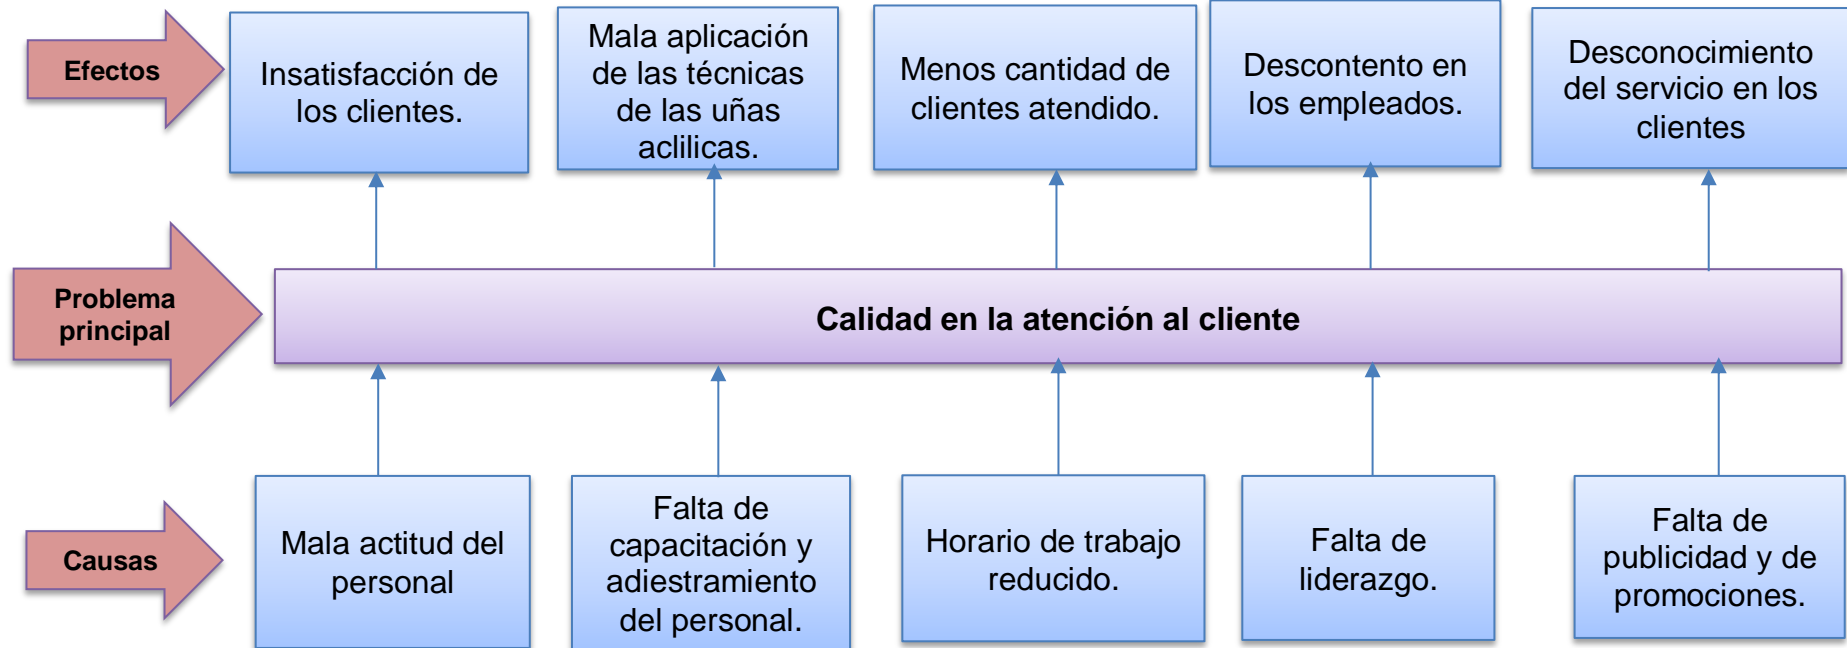 Efectos
Insatisfacción de
los clientes.
Mala aplicación
de las técnicas
de las uñas
aclilicas.
Menos cantidad de
clientes atendido.
Descontento en
los empleados.
Desconocimiento
del servicio en los
clientes
Problema
principal
Calidad en la atención al cliente
Causas
Mala actitud del
personal
Falta de
capacitación y
adiestramiento
del personal.
Horario de trabajo
reducido.
Falta de
liderazgo.
Falta de
publicidad y de
promociones.